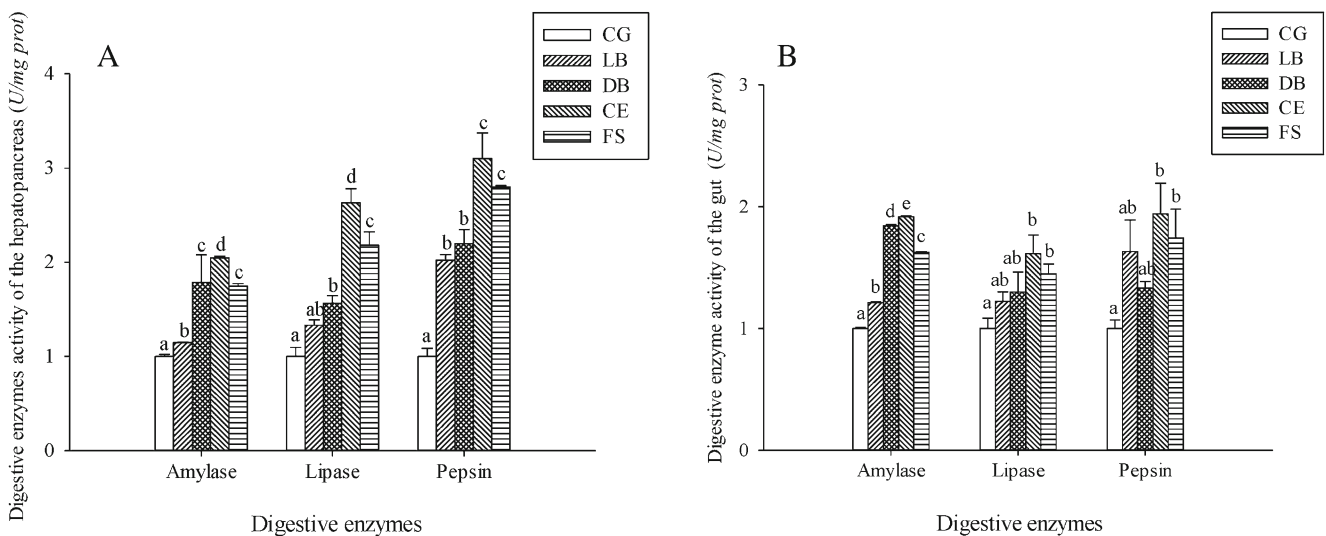 A
CG
LB
DB
CE
FS
Digestive enzymes activity of the hepatopancreas (U/mg prot)
4
3
2
1
0
a
b
c
d
c
a
ab
b
d
c
a
b
b
c
c
Amylase
Lipase
Pepsin
Digestive enzymes
B
CG
LB
DB
CE
FS
Digestive enzyme activity of the gut (U/mg prot)
3
2
1
0
a
b
d
e
c
a
ab
ab
b
b
a
ab
ab
b
b
Amylase
Lipase
Pepsin
Digestive enzymes